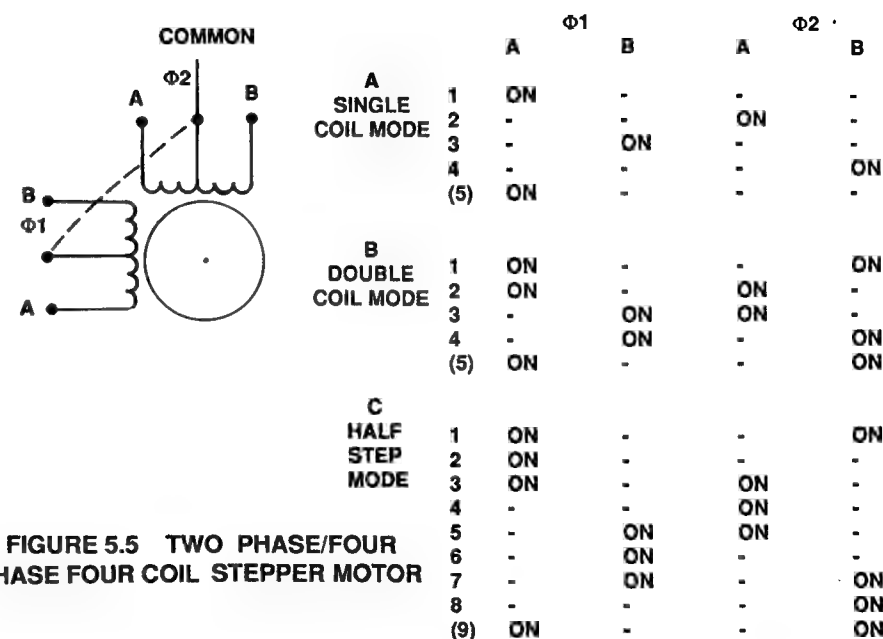 COMMON
Φ2
A
B
B
Φ1
A
Φ1 Φ2
A B A B
A
SINGLE
COIL MODE
1 ON - - -
2 - - ON -
3 - ON - -
4 - - - ON
(5) ON - - -
B
DOUBLE
COIL MODE
1 ON - - ON
2 ON - ON -
3 - ON ON -
4 - ON - ON
(5) ON - - ON
C
HALF
STEP
MODE
1 ON - - ON
2 ON - - -
3 ON - ON -
4 - - ON -
5 - ON ON -
6 - ON - -
7 - ON - ON
8 - - - ON
(9) ON - - ON
FIGURE 5.5 TWO PHASE/FOUR
HASE FOUR COIL STEPPER MOTOR